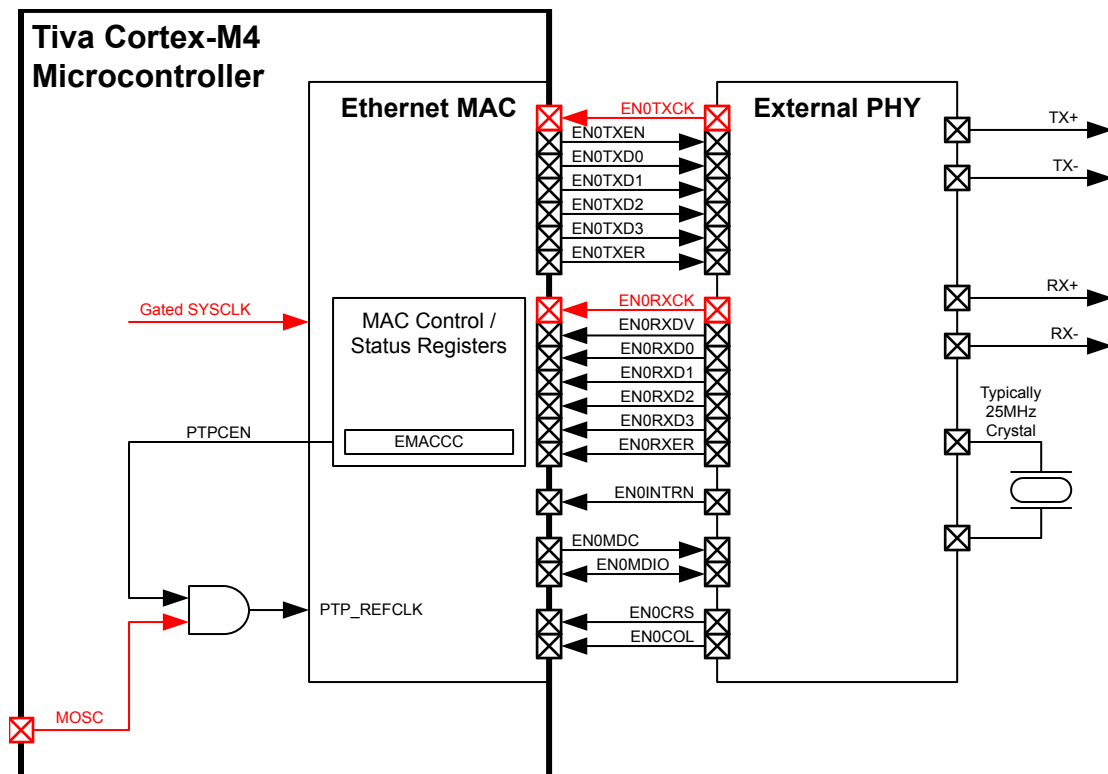 Tiva Cortex-M4
Microcontroller
Ethernet MAC
External PHY
EN0TXCK
EN0TXEN
EN0TXD0
EN0TXD1
EN0TXD2
EN0TXD3
EN0TXER
TX+
TX-
Gated SYSCLK
MAC Control /
Status Registers
EMACCC
PTPCEN
EN0RXCK
EN0RXDV
EN0RXD0
EN0RXD1
EN0RXD2
EN0RXD3
EN0RXER
RX+
RX-
Typically
25MHz
Crystal
EN0INTRN
EN0MDC
EN0MDIO
EN0CRS
EN0COL
PTP_REFCLK
MOSC